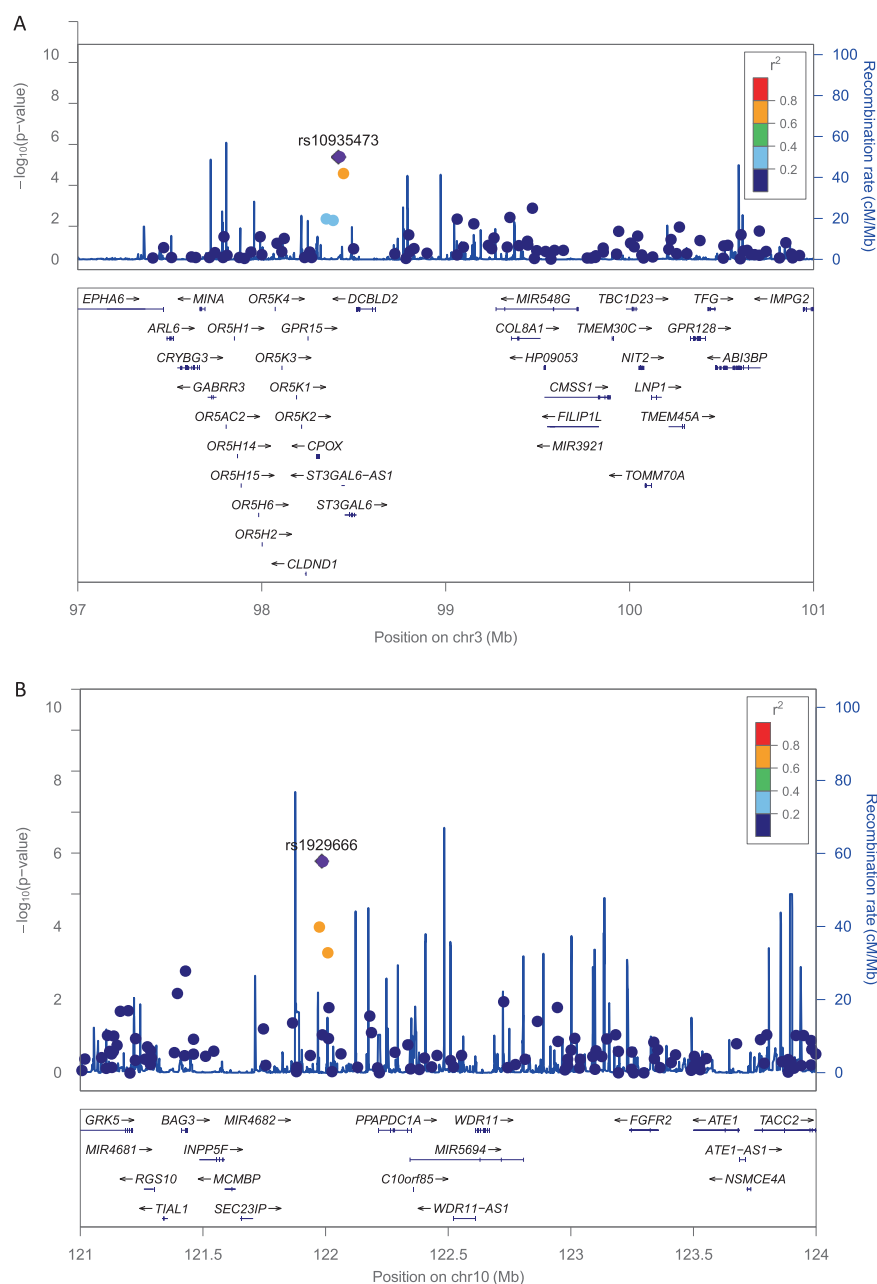 A
10 8 6 4 2 0
−log10(p−value)
100 80 60 40 20 0
Recombination rate (cM/Mb)
r2
0.8
0.6
0.4
0.2
rs10935473
EPHA6→ ←MINA OR5K4→ ←DCBLD2 ←MIR548G TBC1D23→ TFG→ ←IMPG2
ARL6→ OR5H1→ GPR15→ COL8A1→ TMEM30C→ GPR128→
CRYBG3→ OR5K3→ ←HP09053 NIT2→ ←ABI3BP
←GABRR3 OR5K1→ CMSS1→ LNP1→
OR5AC2→ OR5K2→ ←FILIP1L TMEM45A→
OR5H14→ ←CPOX ←MIR3921
OR5H15→ ←ST3GAL6−AS1 ←TOMM70A
OR5H6→ ST3GAL6→
OR5H2→
←CLDND1
97 98 99 100 101
Position on chr3 (Mb)
B
10 8 6 4 2 0
−log10(p−value)
100 80 60 40 20 0
Recombination rate (cM/Mb)
r2
0.8
0.6
0.4
0.2
rs1929666
GRK5→ BAG3→ MIR4682→ PPAPDC1A→ WDR11→ ←FGFR2 ←ATE1 TACC2→
MIR4681→ INPP5F→ MIR5694→ ATE1−AS1→
←RGS10 ←MCMBP C10orf85→ ←NSMCE4A
←TIAL1 SEC23IP→ ←WDR11−AS1
121 121.5 122 122.5 123 123.5 124
Position on chr10 (Mb)